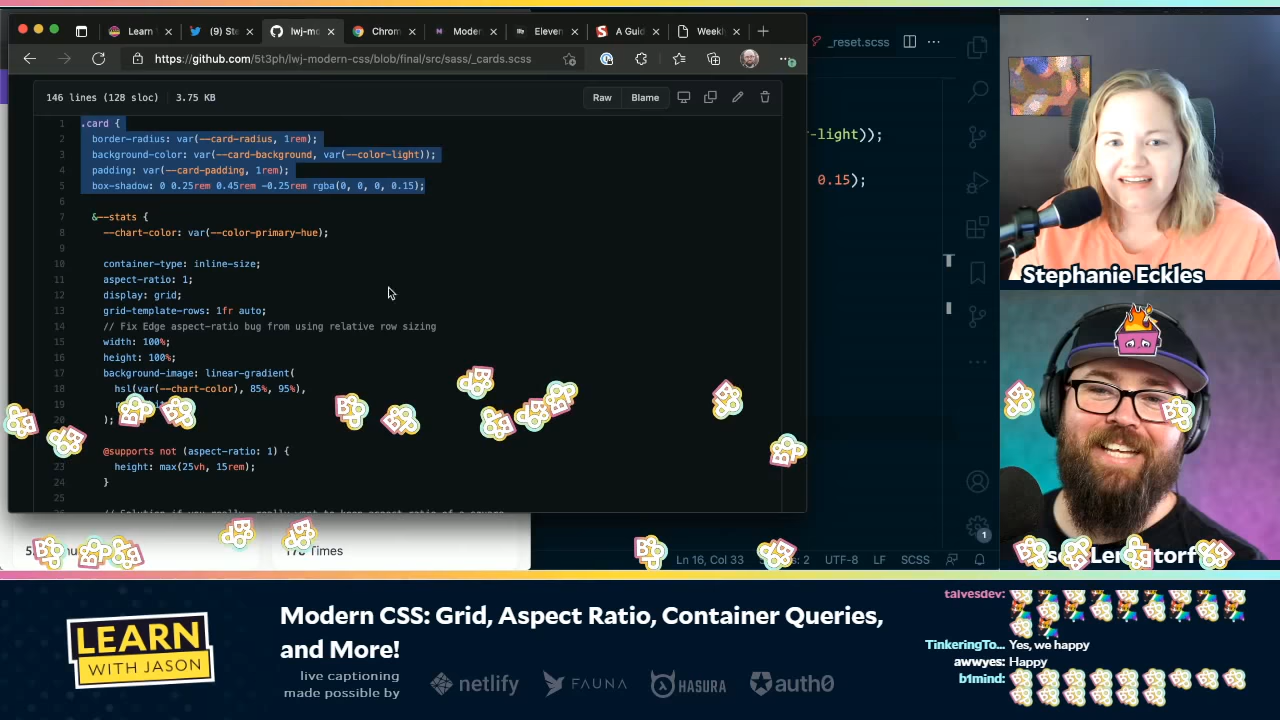 Learn
(9) Ste
lwj-mo
Chrom
Moder
Eleven
A Guid
Weekly
https://github.com/5t3ph/lwj-modern-css/blob/final/src/sass/_cards.scss
_reset.scss
146 lines (128 sloc) 3.75 KB
Raw Blame
1 .card {
2 border-radius: var(--card-radius, 1rem);
3 background-color: var(--card-background, var(--color-light));
4 padding: var(--card-padding, 1rem);
5 box-shadow: 0 0.25rem 0.45rem -0.25rem rgba(0, 0, 0, 0.15);
6
7 &--stats {
8 --chart-color: var(--color-primary-hue);
9
10 container-type: inline-size;
11 aspect-ratio: 1;
12 display: grid;
13 grid-template-rows: 1fr auto;
14 // Fix Edge aspect-ratio bug from using relative row sizing
15 width: 100%;
16 height: 100%;
17 background-image: linear-gradient(
18 hsl(var(--chart-color), 85%, 95%),
19
20 );
@supports not (aspect-ratio: 1) {
23 height: max(25vh, 15rem);
24 }
25
-light));
0.15);
Times
Ln 16, Col 33
: 2
UTF-8
LF
SCSS
1
Stephanie Eckles
LEARN
WITH JASON
Modern CSS: Grid, Aspect Ratio, Container Queries,
and More!
live captioning
made possible by
netlify
FAUNA
HASURA
auth0
talvesdev:
TinkeringTo... Yes, we happy
awwyes: Happy
b1mind: